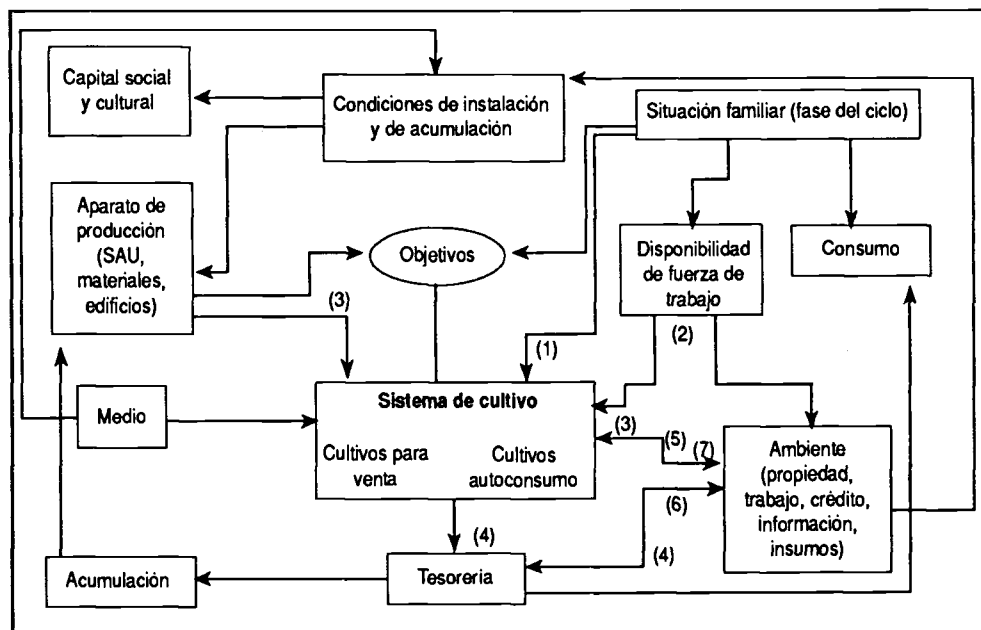 Capital social
y cultural
Condiciones de instalación
y de acumulación
Situación familiar (fase del ciclo)
Aparato de
producción
(SAU,
materiales,
edificios)
Objetivos
Disponibilidad
de fuerza de
trabajo
Consumo
(3)
(1)
(2)
Medio
Sistema de cultivo
Cultivos para
venta
Cultivos
autoconsumo
(3)
(5)
(7)
Ambiente
(propiedad,
trabajo, crédito,
información,
insumos)
(6)
(4)
(4)
Acumulación
Tesoreria